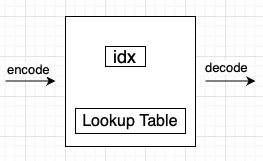 idx
encode
decode
Lookup Table